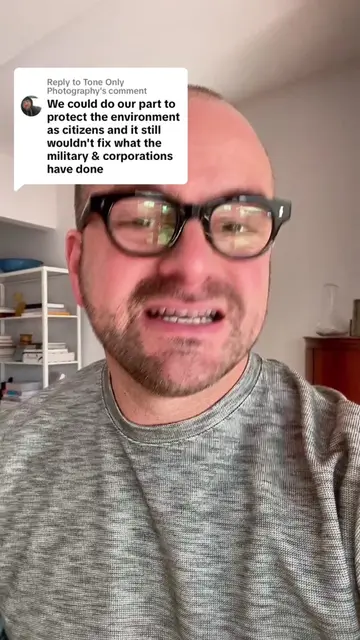 Reply to Tone Only
Photography's comment
We could do our part to
protect the environment
as citizens and it still
wouldn't fix what the
military & corporations
have done